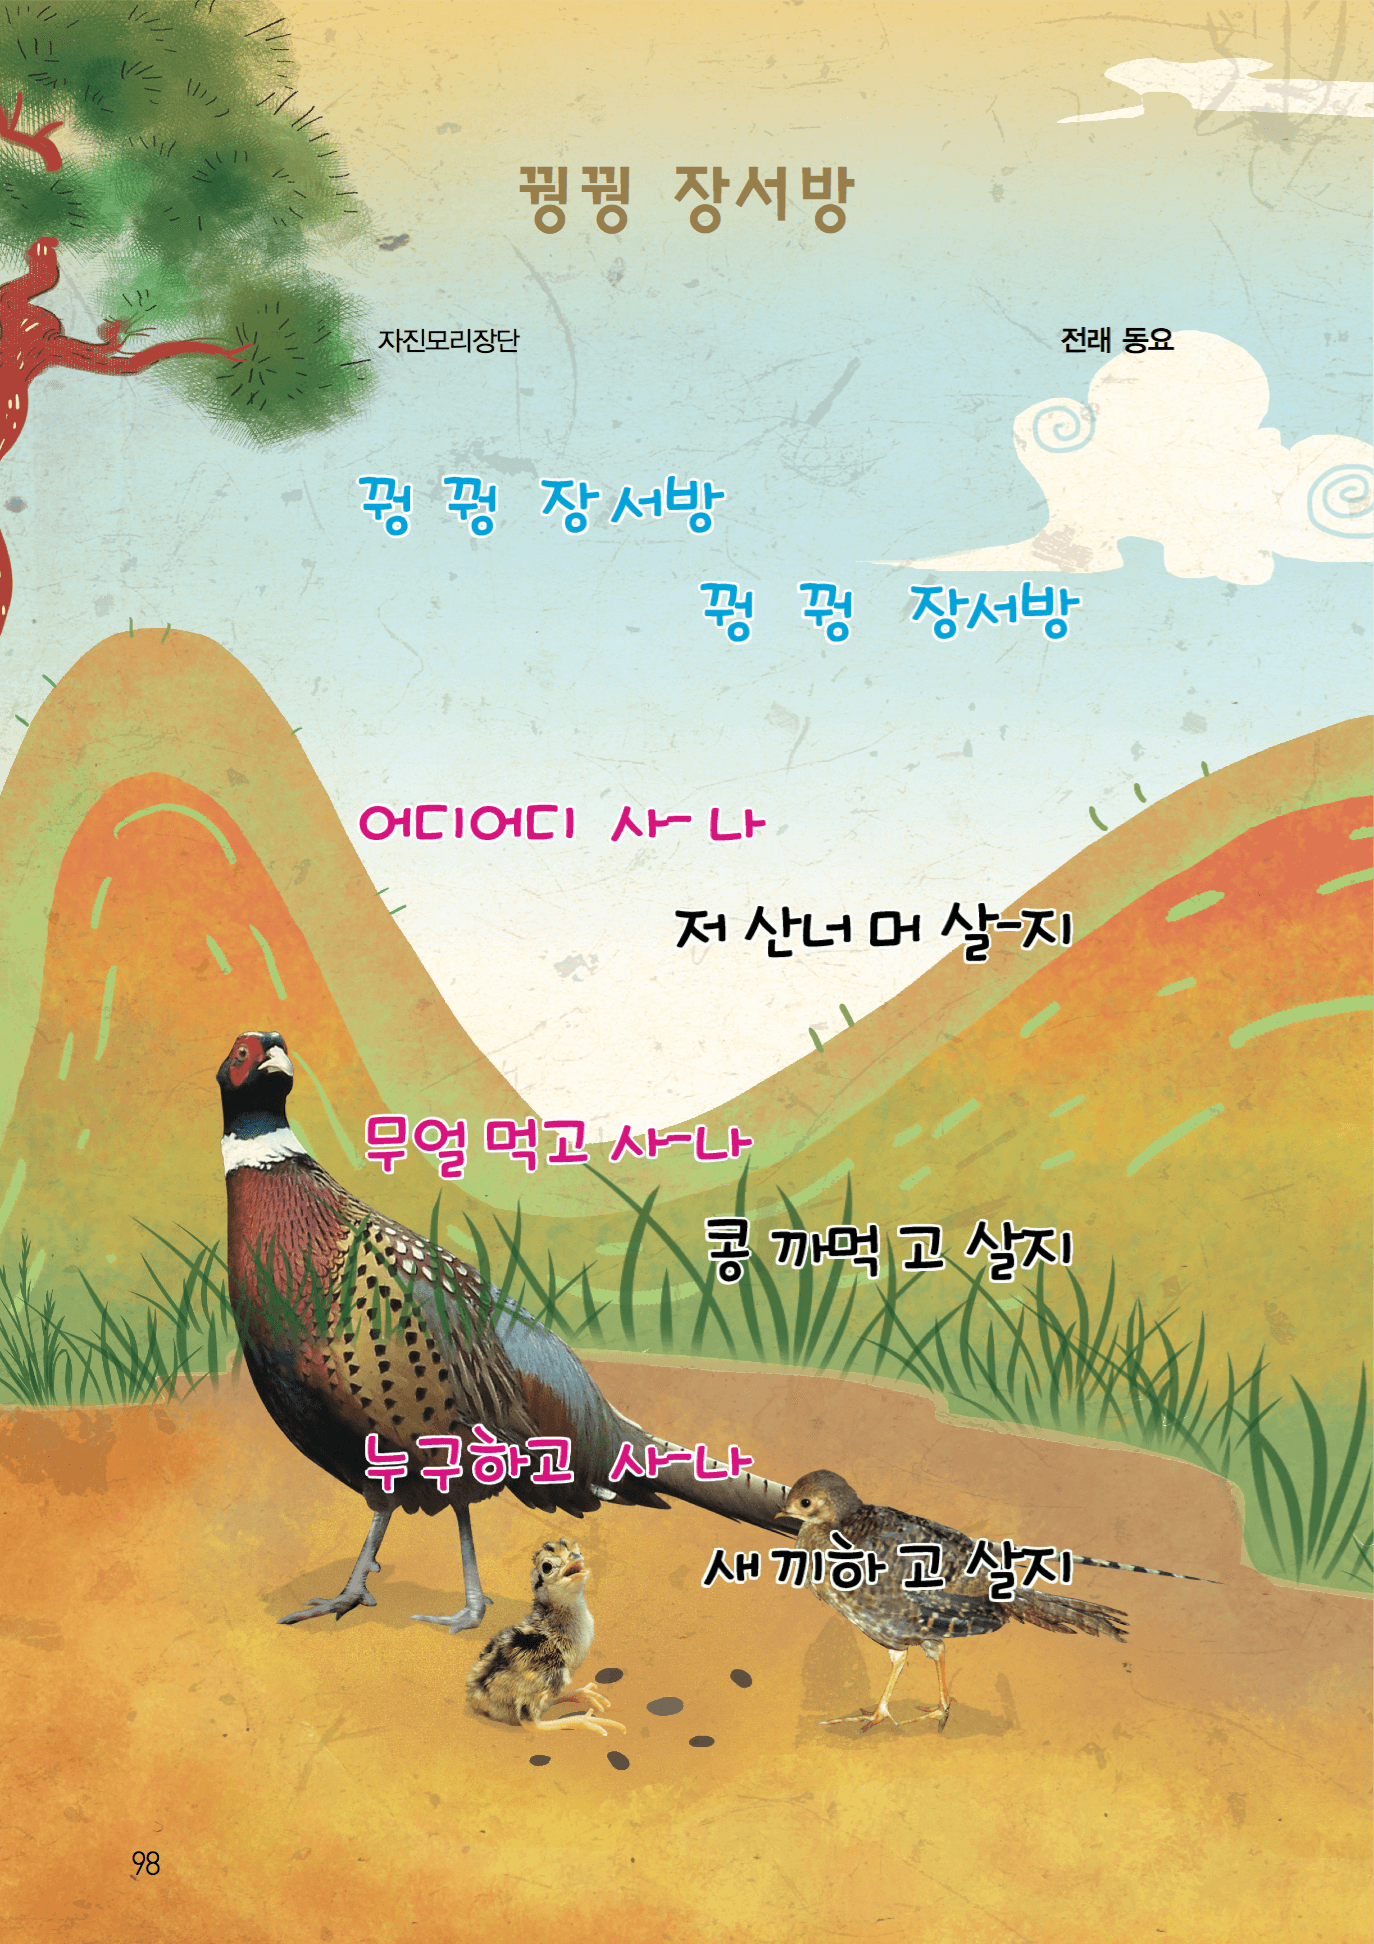 꿩꿩 장서방
자진모리장단
전래 동요
꿩 꿩 장 서방
꿩 꿩 장서방
어디어디 사- 나
저 산너 머 살-지
무얼 먹고 사-나
콩 까먹 고 살지
누구하고 사-나
새끼하 고 살지
98